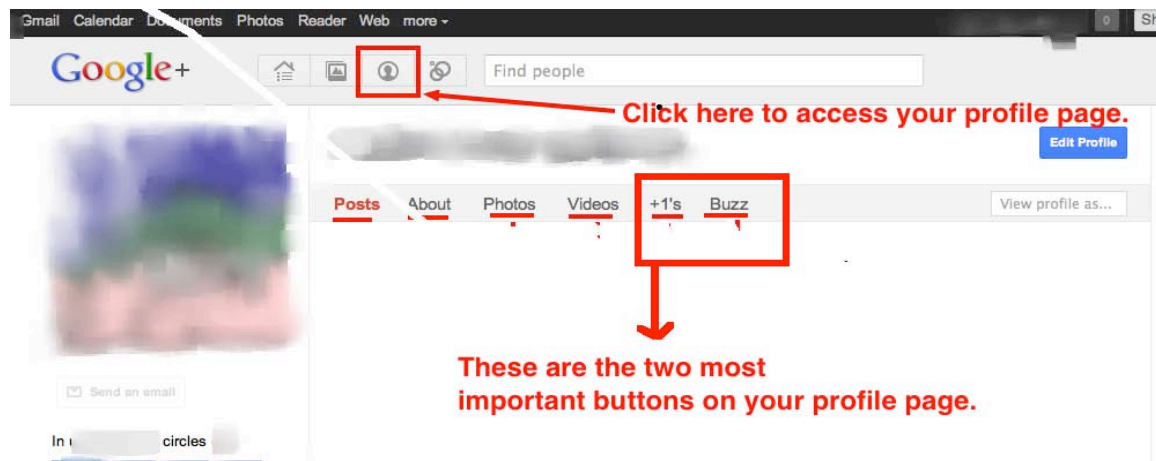 Gmail Calendar Documents Photos Reader Web more
0 Sh
Google+ Find people
Click here to access your profile page.
Edit Profile
Posts About Photos Videos +1's Buzz View profile as...
These are the two most
important buttons on your profile page.
Send an email
In circles